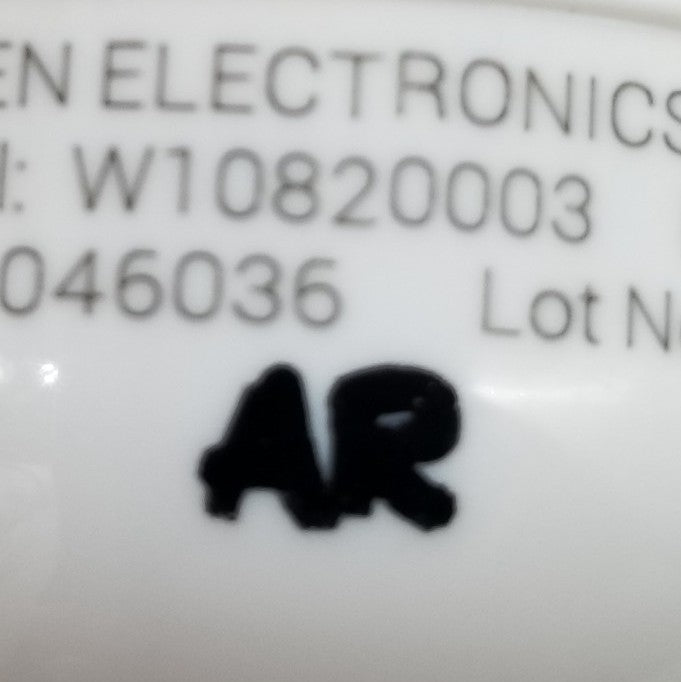 EN ELECTRONICS
l: W10820003
046036 Lot N
AR